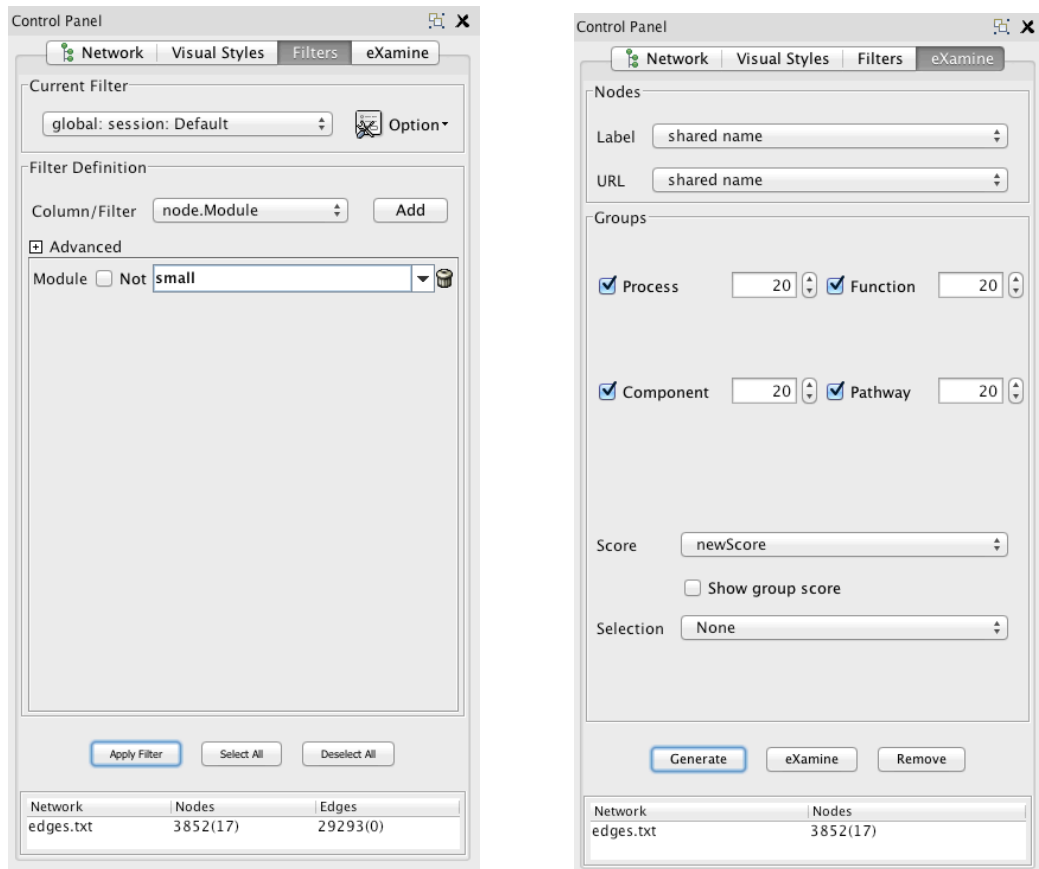 Control Panel
Network Visual Styles Filters eXamine
Current Filter
global: session: Default Option
Filter Definition
Column/Filter node.Module Add
Advanced
Module Not small
Apply Filter Select All Deselect All
Network Nodes Edges
edges.txt 3852(17) 29293(0)
Control Panel
Network Visual Styles Filters eXamine
Nodes
Label shared name
URL shared name
Groups
Process 20 Function 20
Component 20 Pathway 20
Score newScore
Show group score
Selection None
Generate eXamine Remove
Network Nodes
edges.txt 3852(17)